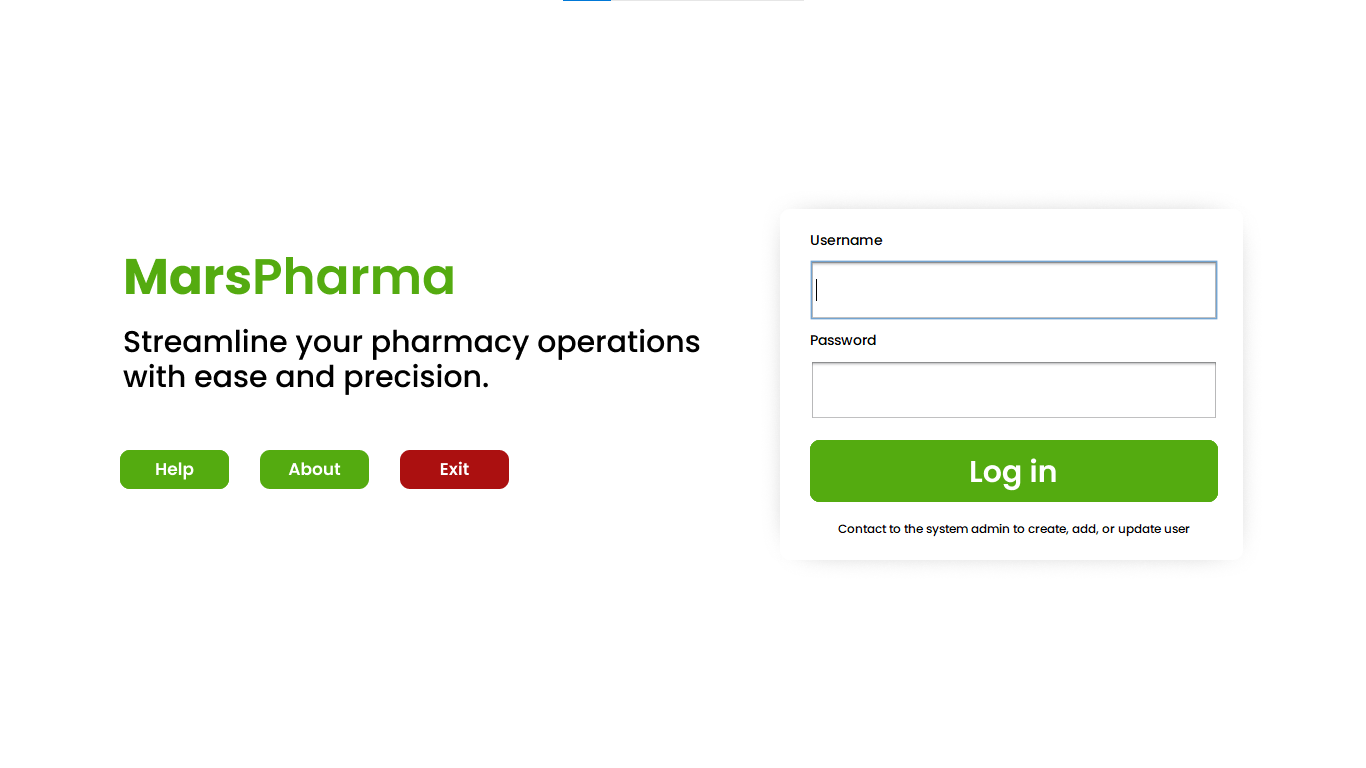 MarsPharma
Streamline your pharmacy operations
with ease and precision.
Help
About
Exit
Username
Password
Log in
Contact to the system admin to create, add, or update user